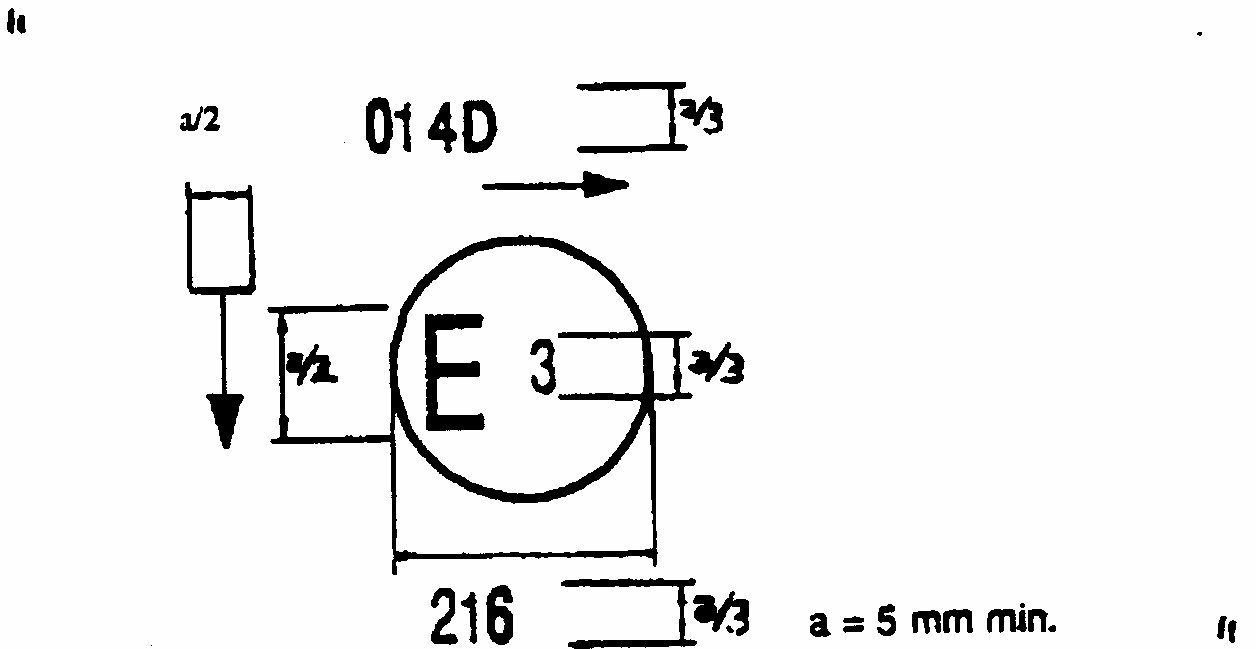 "
014D a/3
a/2
a/2 E 3 a/3
216 a/3 a = 5 mm min. "